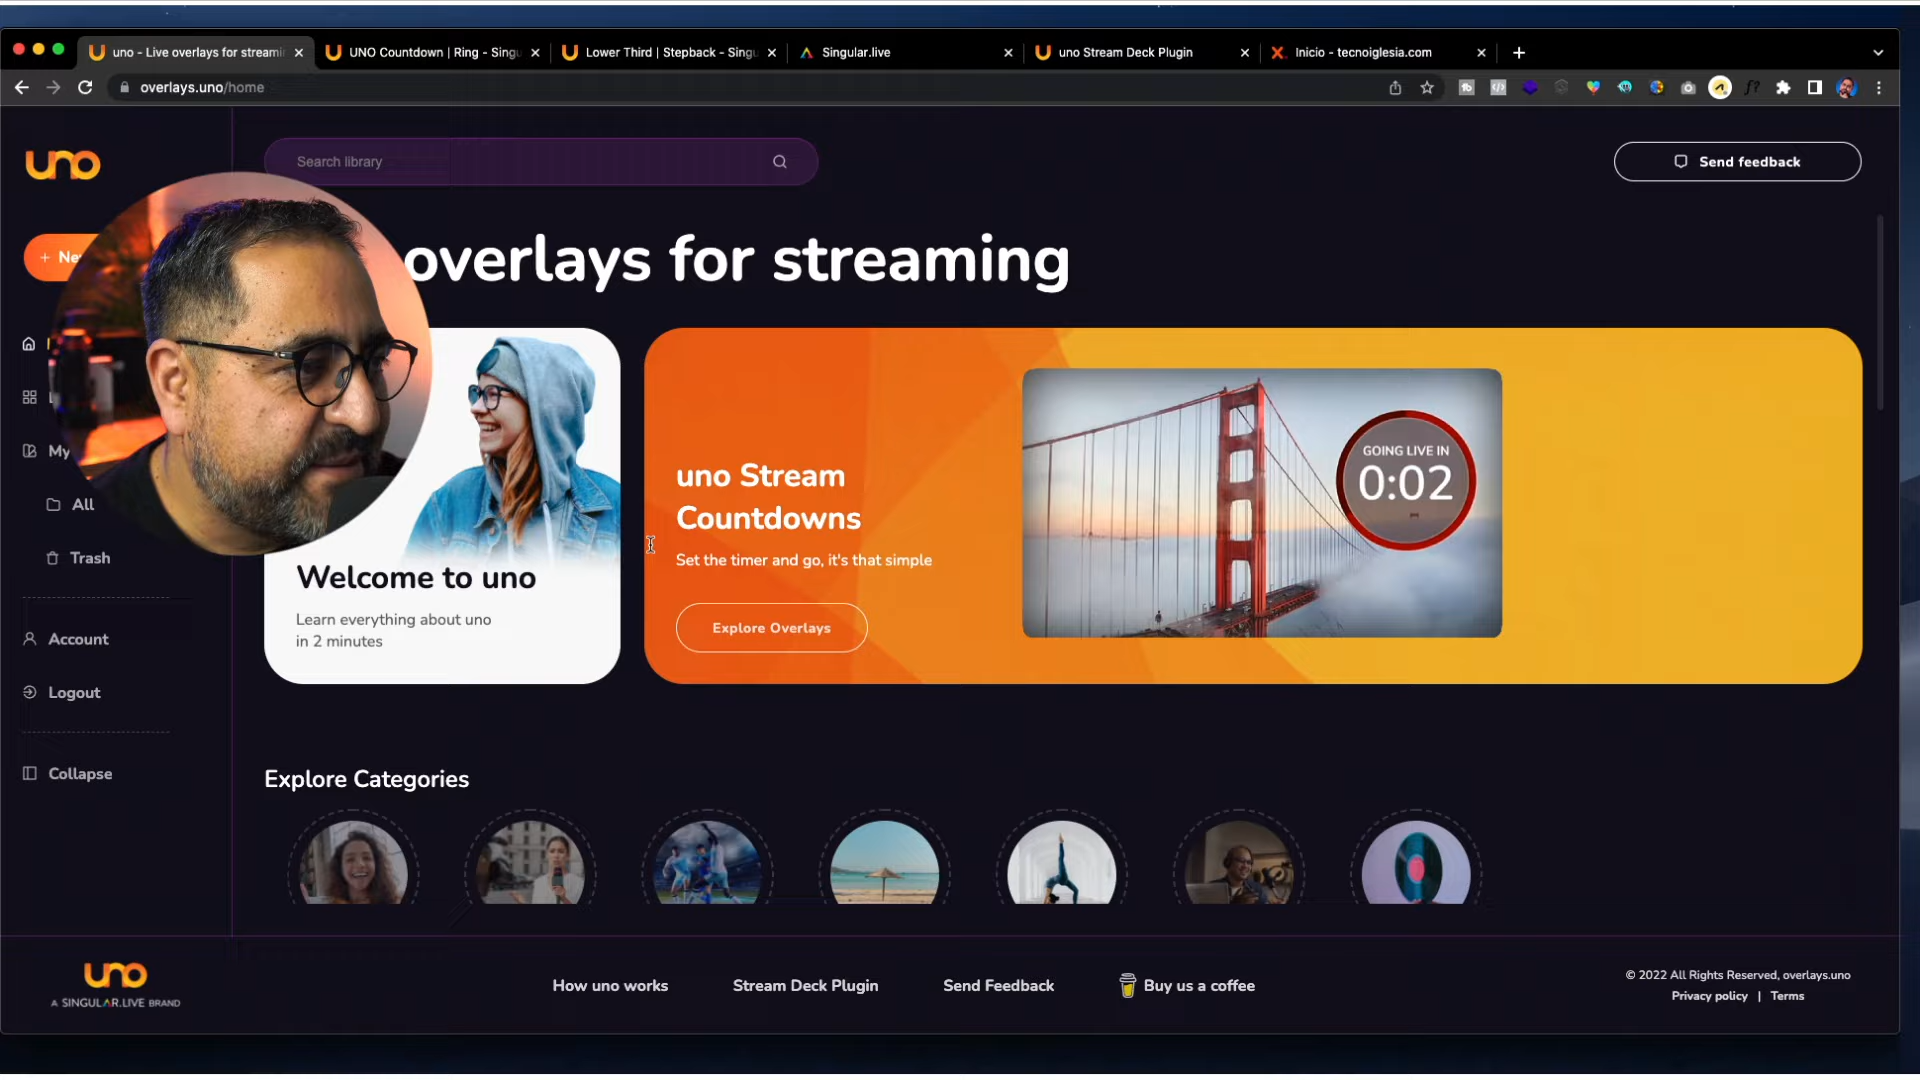 uno - Live overlays for streami
UNO Countdown | Ring - Singu
Lower Third | Stepback - Singu
Singular.live
uno Stream Deck Plugin
Inicio - tecnoiglesia.com
overlays.uno/home
uno
Search library
Send feedback
+ Ne
overlays for streaming
My
All
Trash
Account
Logout
Collapse
Welcome to uno
Learn everything about uno
in 2 minutes
uno Stream
Countdowns
Set the timer and go, it's that simple
Explore Overlays
GOING LIVE IN
0:02
Explore Categories
uno
A SINGULAR.LIVE BRAND
How uno works
Stream Deck Plugin
Send Feedback
Buy us a coffee
© 2022 All Rights Reserved, overlays.uno
Privacy policy | Terms